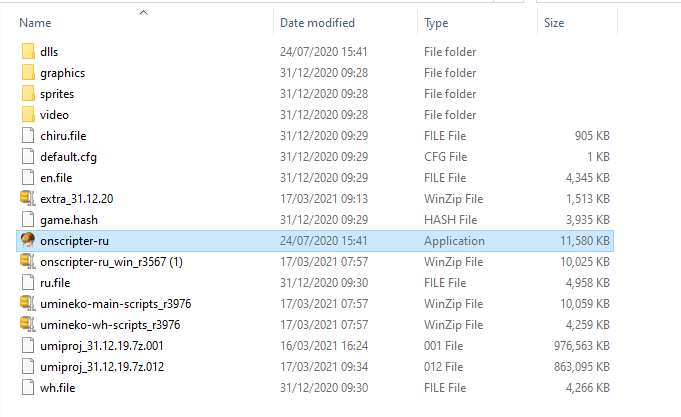 Name Date modified Type Size
dlls 24/07/2020 15:41 File folder
graphics 31/12/2020 09:28 File folder
sprites 31/12/2020 09:28 File folder
video 31/12/2020 09:28 File folder
chiru.file 31/12/2020 09:29 FILE File 905 KB
default.cfg 31/12/2020 09:29 CFG File 1 KB
en.file 31/12/2020 09:29 FILE File 4,345 KB
extra_31.12.20 17/03/2021 09:13 WinZip File 1,513 KB
game.hash 31/12/2020 09:29 HASH File 3,935 KB
onscripter-ru 24/07/2020 15:41 Application 11,580 KB
onscripter-ru_win_r3567 (1) 17/03/2021 07:57 WinZip File 10,025 KB
ru.file 31/12/2020 09:30 FILE File 4,958 KB
umineko-main-scripts_r3976 17/03/2021 07:57 WinZip File 10,059 KB
umineko-wh-scripts_r3976 17/03/2021 07:57 WinZip File 4,259 KB
umiproj_31.12.19.7z.001 16/03/2021 16:24 001 File 976,563 KB
umiproj_31.12.19.7z.012 17/03/2021 09:34 012 File 863,095 KB
wh.file 31/12/2020 09:30 FILE File 4,266 KB